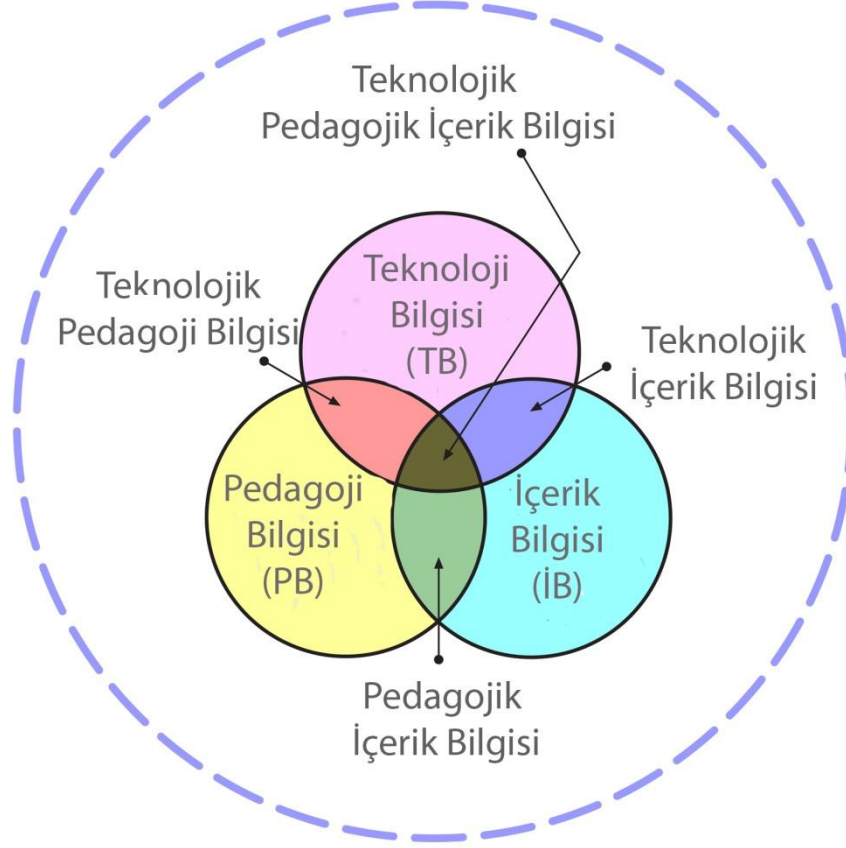 Teknolojik
Pedagojik İçerik Bilgisi
Teknolojik
Pedagoji Bilgisi
Teknoloji
Bilgisi
(TB)
Teknolojik
İçerik Bilgisi
Pedagoji
Bilgisi
(PB)
İçerik
Bilgisi
(İB)
Pedagojik
İçerik Bilgisi